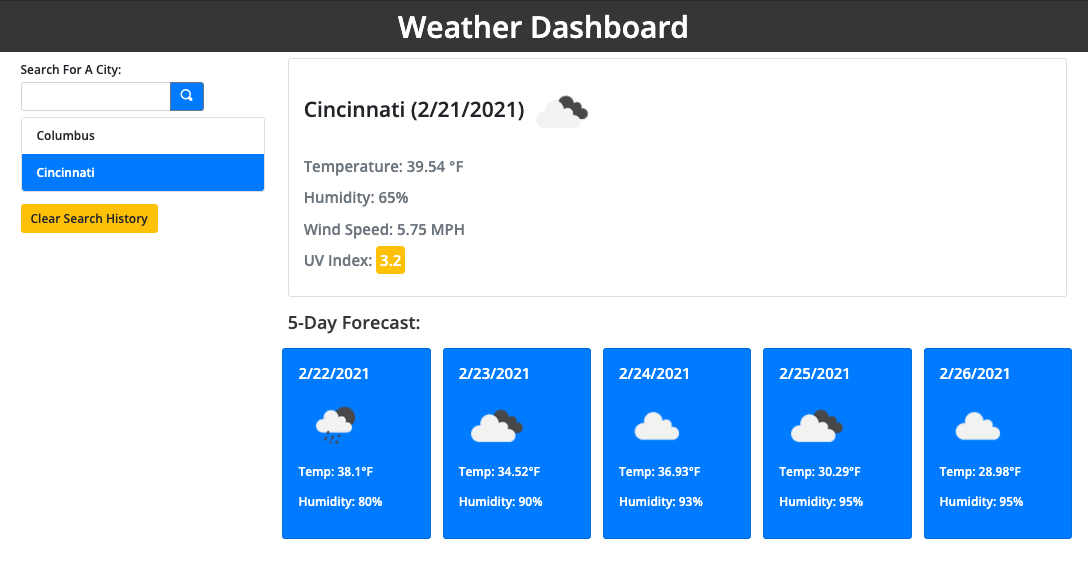 Weather Dashboard
Search For A City:
Columbus
Cincinnati
Clear Search History
Cincinnati (2/21/2021)
Temperature: 39.54 °F
Humidity: 65%
Wind Speed: 5.75 MPH
UV Index: 3.2
5-Day Forecast:
2/22/2021
Temp: 38.1°F
Humidity: 80%
2/23/2021
Temp: 34.52°F
Humidity: 90%
2/24/2021
Temp: 36.93°F
Humidity: 93%
2/25/2021
Temp: 30.29°F
Humidity: 95%
2/26/2021
Temp: 28.98°F
Humidity: 95%